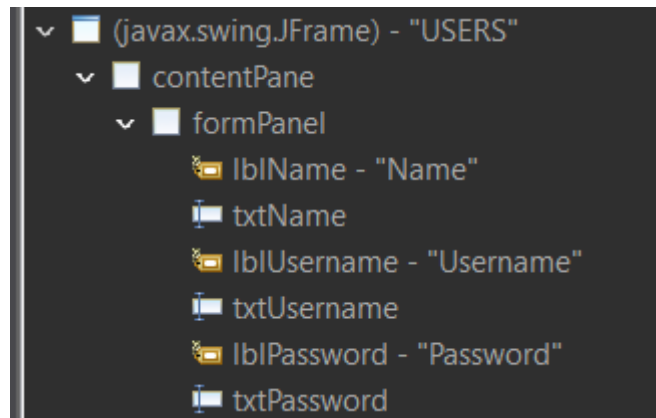 (javax.swing.JFrame) - "USERS"
contentPane
formPanel
lblName - "Name"
txtName
lblUsername - "Username"
txtUsername
lblPassword - "Password"
txtPassword